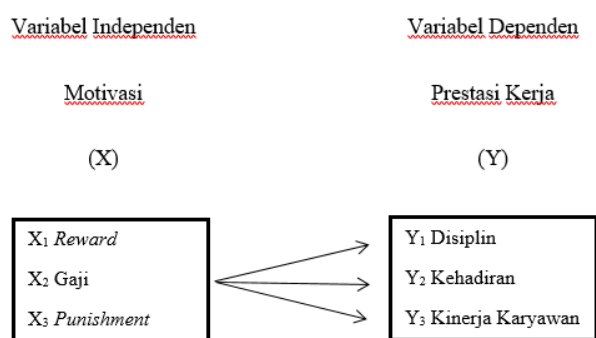 Variabel Independen
Motivasi
(X)
X₁ Reward
X₂ Gaji
X₃ Punishment
Variabel Dependen
Prestasi Kerja
(Y)
Y₁ Disiplin
Y₂ Kehadiran
Y₃ Kinerja Karyawan